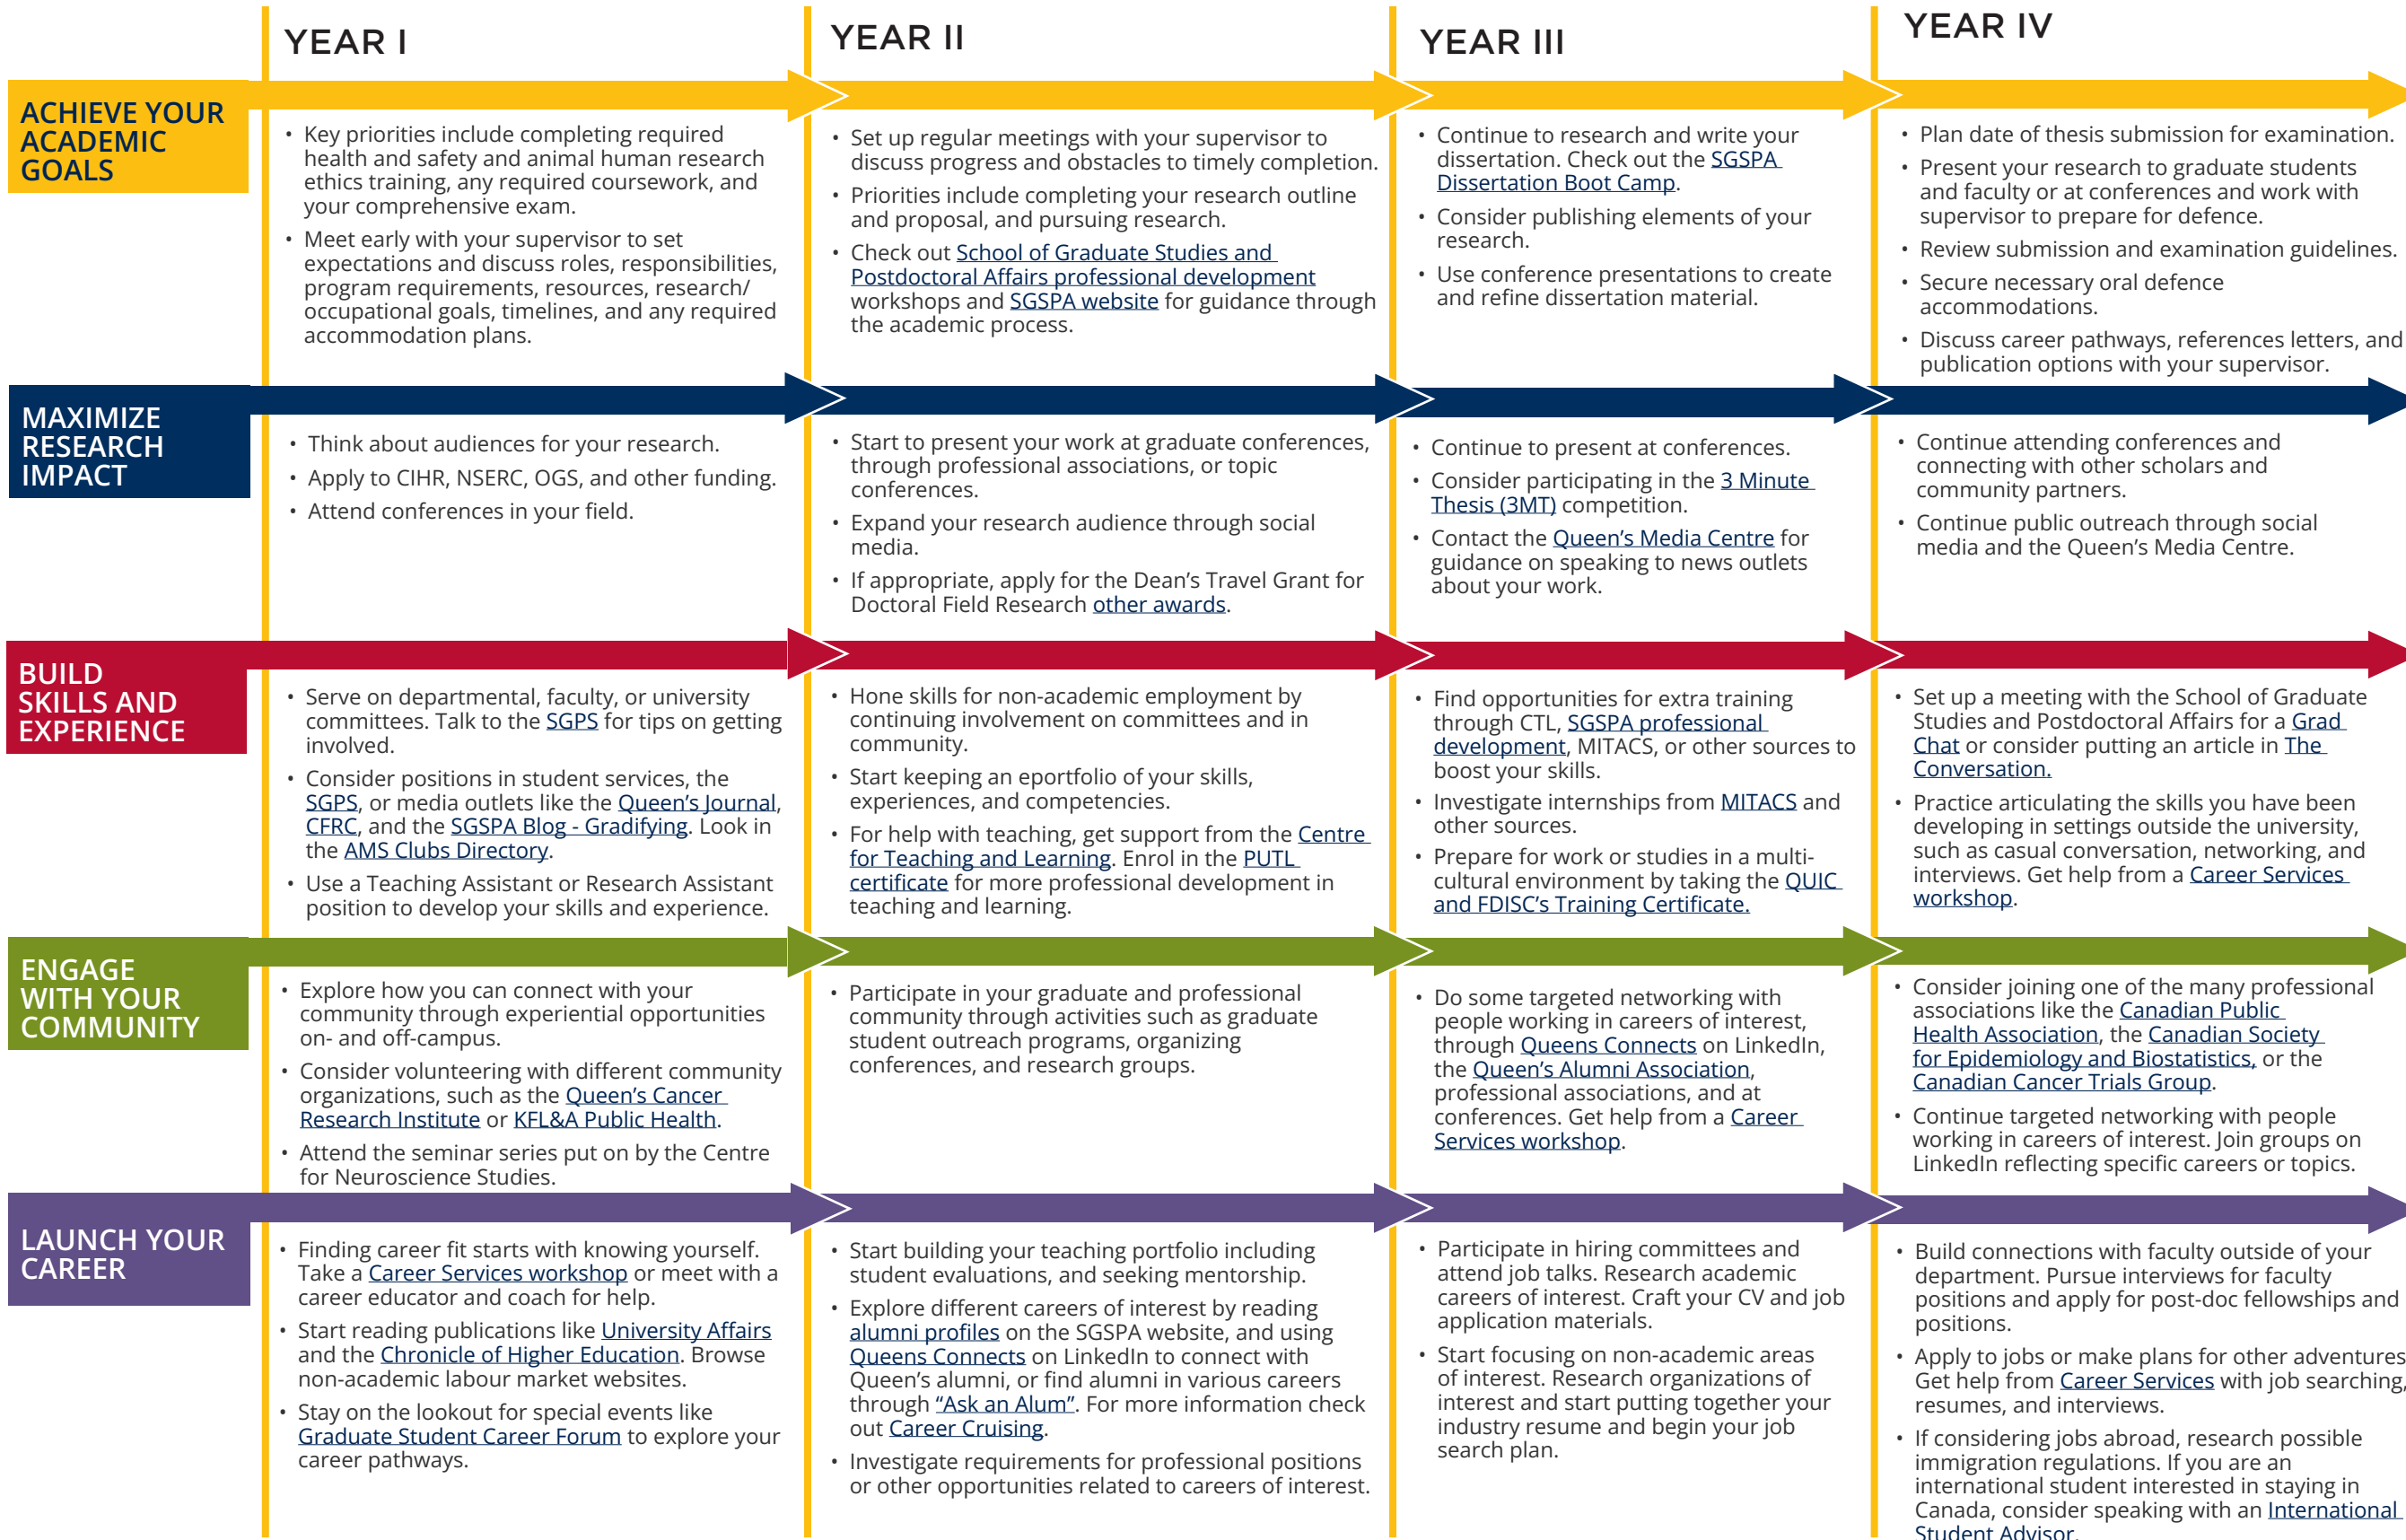 YEAR I
YEAR II
YEAR III
YEAR IV
ACHIEVE YOUR
ACADEMIC
GOALS
• Key priorities include completing required
health and safety and animal human research
ethics training, any required coursework, and
your comprehensive exam.
• Meet early with your supervisor to set
expectations and discuss roles, responsibilities,
program requirements, resources, research/
occupational goals, timelines, and any required
accommodation plans.
• Set up regular meetings with your supervisor to
discuss progress and obstacles to timely completion.
• Priorities include completing your research outline
and proposal, and pursuing research.
• Check out School of Graduate Studies and
Postdoctoral Affairs professional development
workshops and SGSPA website for guidance through
the academic process.
• Continue to research and write your
dissertation. Check out the SGSPA
Dissertation Boot Camp.
• Consider publishing elements of your
research.
• Use conference presentations to create
and refine dissertation material.
• Plan date of thesis submission for examination.
• Present your research to graduate students
and faculty or at conferences and work with
supervisor to prepare for defence.
• Review submission and examination guidelines.
• Secure necessary oral defence
accommodations.
• Discuss career pathways, references letters, and
publication options with your supervisor.
MAXIMIZE
RESEARCH
IMPACT
• Think about audiences for your research.
• Apply to CIHR, NSERC, OGS, and other funding.
• Attend conferences in your field.
• Start to present your work at graduate conferences,
through professional associations, or topic
conferences.
• Expand your research audience through social
media.
• If appropriate, apply for the Dean's Travel Grant for
Doctoral Field Research other awards.
• Continue to present at conferences.
• Consider participating in the 3 Minute
Thesis (3MT) competition.
• Contact the Queen's Media Centre for
guidance on speaking to news outlets
about your work.
• Continue attending conferences and
connecting with other scholars and
community partners.
• Continue public outreach through social
media and the Queen's Media Centre.
BUILD
SKILLS AND
EXPERIENCE
• Serve on departmental, faculty, or university
committees. Talk to the SGPS for tips on getting
involved.
• Consider positions in student services, the
SGPS, or media outlets like the Queen's Journal,
CFRC, and the SGSPA Blog - Gradifying. Look in
the AMS Clubs Directory.
• Use a Teaching Assistant or Research Assistant
position to develop your skills and experience.
• Hone skills for non-academic employment by
continuing involvement on committees and in
community.
• Start keeping an eportfolio of your skills,
experiences, and competencies.
• For help with teaching, get support from the Centre
for Teaching and Learning. Enrol in the PUTL
certificate for more professional development in
teaching and learning.
• Find opportunities for extra training
through CTL, SGSPA professional
development, MITACS, or other sources to
boost your skills.
• Investigate internships from MITACS and
other sources.
• Prepare for work or studies in a multi-
cultural environment by taking the QUIC
and FDISC's Training Certificate.
• Set up a meeting with the School of Graduate
Studies and Postdoctoral Affairs for a Grad
Chat or consider putting an article in The
Conversation.
• Practice articulating the skills you have been
developing in settings outside the university,
such as casual conversation, networking, and
interviews. Get help from a Career Services
workshop.
ENGAGE
WITH YOUR
COMMUNITY
• Explore how you can connect with your
community through experiential opportunities
on- and off-campus.
• Consider volunteering with different community
organizations, such as the Queen's Cancer
Research Institute or KFL&A Public Health.
• Attend the seminar series put on by the Centre
for Neuroscience Studies.
• Participate in your graduate and professional
community through activities such as graduate
student outreach programs, organizing
conferences, and research groups.
• Do some targeted networking with
people working in careers of interest,
through Queens Connects on LinkedIn,
the Queen's Alumni Association,
professional associations, and at
conferences. Get help from a Career
Services workshop.
• Consider joining one of the many professional
associations like the Canadian Public
Health Association, the Canadian Society
for Epidemiology and Biostatistics, or the
Canadian Cancer Trials Group.
• Continue targeted networking with people
working in careers of interest. Join groups on
LinkedIn reflecting specific careers or topics.
LAUNCH YOUR
CAREER
• Finding career fit starts with knowing yourself.
Take a Career Services workshop or meet with a
career educator and coach for help.
• Start reading publications like University Affairs
and the Chronicle of Higher Education. Browse
non-academic labour market websites.
• Stay on the lookout for special events like
Graduate Student Career Forum to explore your
career pathways.
• Start building your teaching portfolio including
student evaluations, and seeking mentorship.
• Explore different careers of interest by reading
alumni profiles on the SGSPA website, and using
Queens Connects on LinkedIn to connect with
Queen's alumni, or find alumni in various careers
through "Ask an Alum". For more information check
out Career Cruising.
• Investigate requirements for professional positions
or other opportunities related to careers of interest.
• Participate in hiring committees and
attend job talks. Research academic
careers of interest. Craft your CV and job
application materials.
• Start focusing on non-academic areas
of interest. Research organizations of
interest and start putting together your
industry resume and begin your job
search plan.
• Build connections with faculty outside of your
department. Pursue interviews for faculty
positions and apply for post-doc fellowships and
positions.
• Apply to jobs or make plans for other adventures
Get help from Career Services with job searching,
resumes, and interviews.
• If considering jobs abroad, research possible
immigration regulations. If you are an
international student interested in staying in
Canada, consider speaking with an International
Student Advisor.